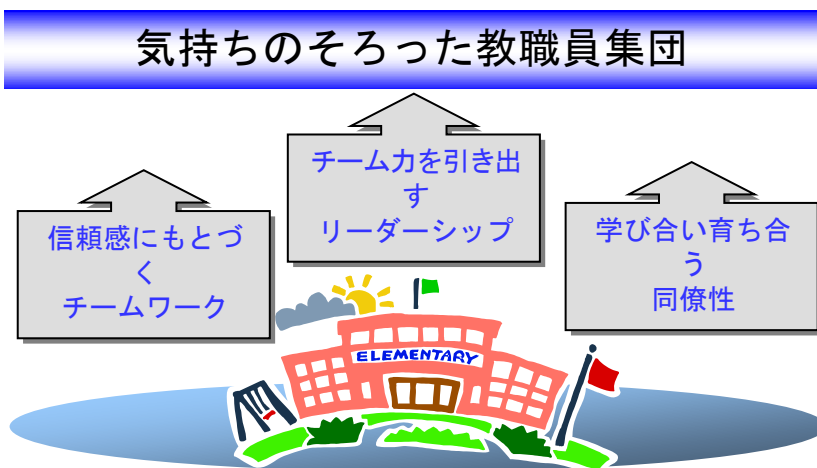 気持ちのそろった教職員集団
チーム力を引き出
す
リーダーシップ
信頼感にもとづ
く
チームワーク
学び合い育ち合
う
同僚性
ELEMENTARY